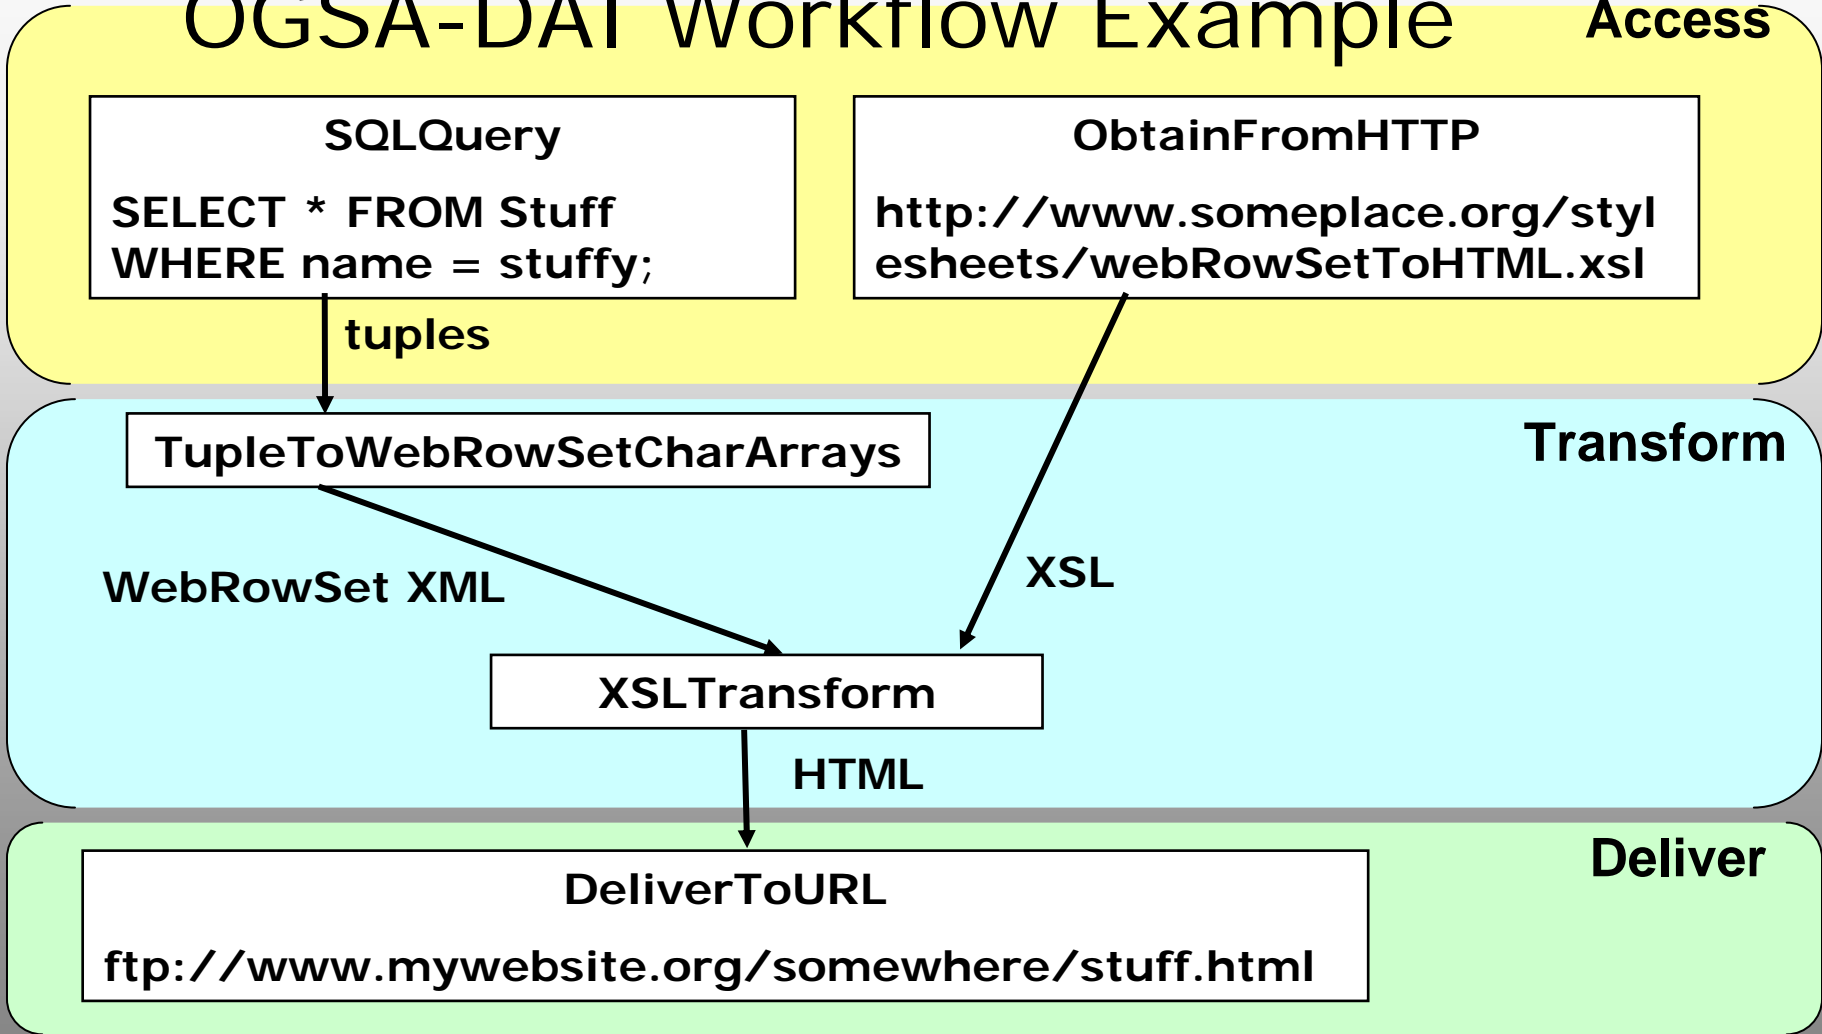 OGSA-DAI Workflow Example
Access
SQLQuery
SELECT * FROM Stuff
WHERE name = stuffy;
ObtainFromHTTP
http://www.someplace.org/styl
esheets/webRowSetToHTML.xsl
tuples
Transform
TupleToWebRowSetCharArrays
WebRowSet XML
XSL
XSLTransform
HTML
Deliver
DeliverToURL
ftp://www.mywebsite.org/somewhere/stuff.html